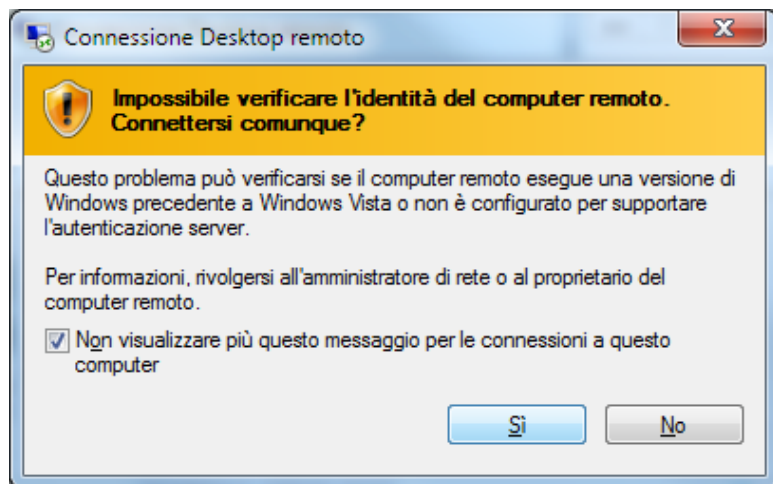 Connessione Desktop remoto
Impossibile verificare l'identità del computer remoto.
Connettersi comunque?
Questo problema può verificarsi se il computer remoto esegue una versione di
Windows precedente a Windows Vista o non è configurato per supportare
l'autenticazione server.
Per informazioni, rivolgersi all'amministratore di rete o al proprietario del
computer remoto.
Non visualizzare più questo messaggio per le connessioni a questo
computer
Sì
No